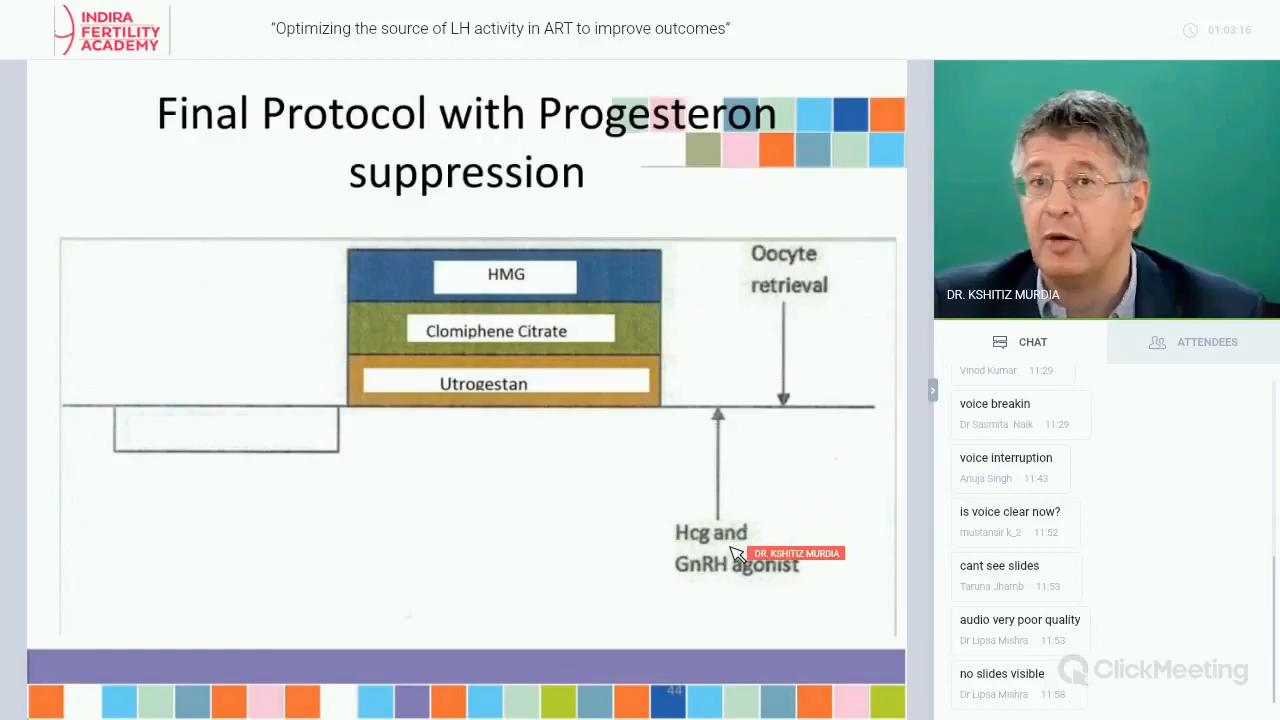 INDIRA
FERTILITY
ACADEMY
“Optimizing the source of LH activity in ART to improve outcomes”
01:03:16
Final Protocol with Progesteron
suppression
HMG
Clomiphene Citrate
Utrogestan
Oocyte
retrieval
Hcg and
GnRH agonist
DR. KSHITIZ MURDIA
44
DR. KSHITIZ MURDIA
CHAT
ATTENDEES
Vinod Kumar 11:29
voice breakin
Dr Sasmita Naik 11:29
voice interruption
Anuja Singh 11:43
is voice clear now?
mustansir k_2 11:52
cant see slides
Taruna Jhamb 11:53
audio very poor quality
Dr Lipsa Mishra 11:53
no slides visible
Dr Lipsa Mishra 11:58
ClickMeeting